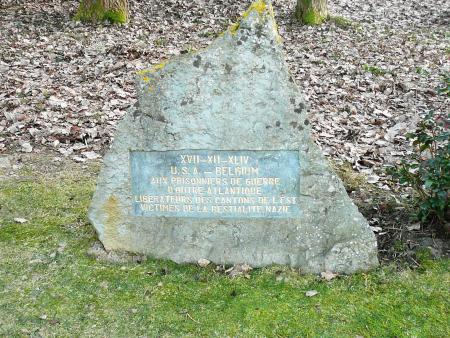 XVII-XII-XLIV
U.S.A. - BELGIUM
AUX PRISONNIERS DE GUERRE
D'OUTRE-ATLANTIQUE
LIBERATEURS DES CANTONS DE L'EST
VICTIMES DE LA BESTIALITE NAZIE